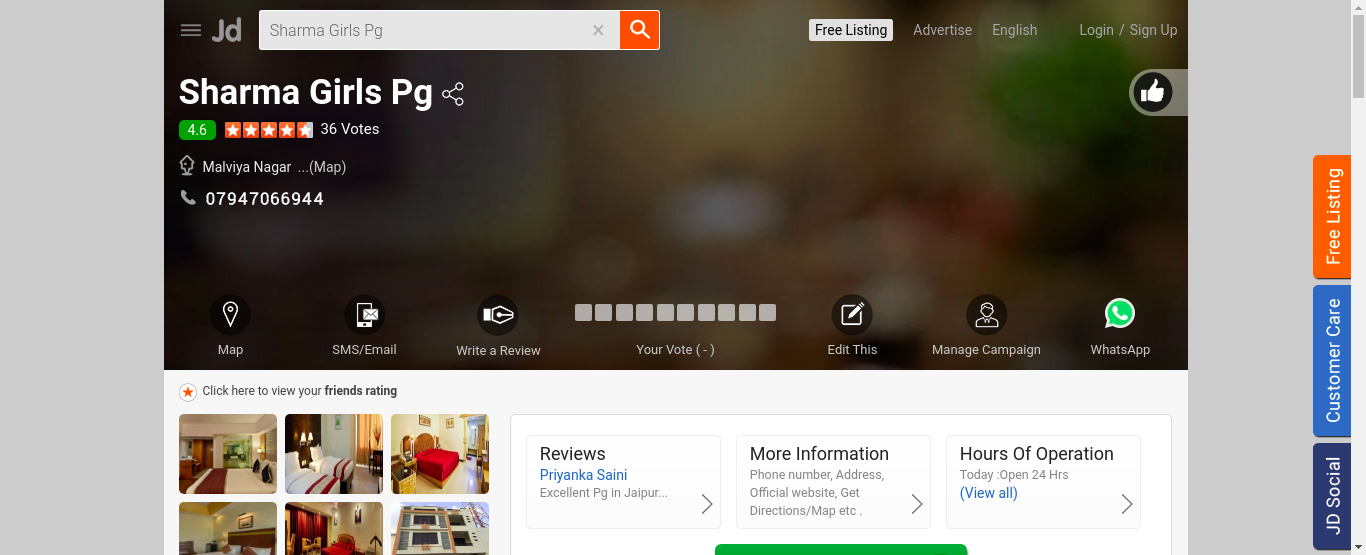 Jd
Sharma Girls Pg
Free Listing
Advertise
English
Login / Sign Up
Sharma Girls Pg
4.6 36 Votes
Malviya Nagar ...(Map)
07947066944
Map
SMS/Email
Write a Review
Your Vote ( - )
Edit This
Manage Campaign
WhatsApp
Free Listing
Customer Care
JD Social
Click here to view your friends rating
Reviews
Priyanka Saini
Excellent Pg in Jaipur...
More Information
Phone number, Address,
Official website, Get
Directions/Map etc .
Hours Of Operation
Today :Open 24 Hrs
(View all)